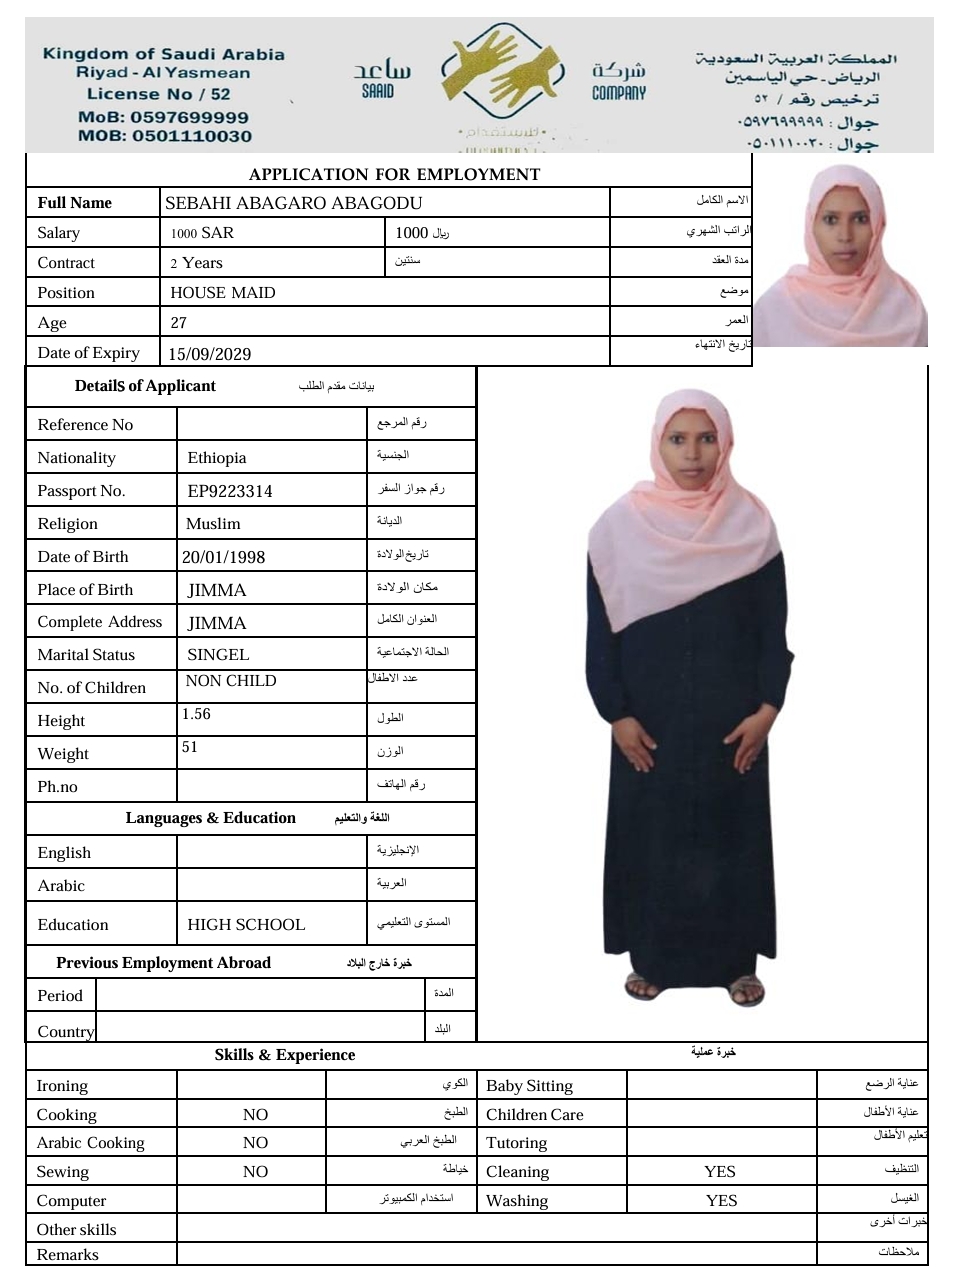 Kingdom of Saudi Arabia
Riyad - Al Yasmean
License No / 52
MoB: 0597699999
MOB: 0501110030
ساعد
SAAID
شركة
COMPANY
للاستقدام
المملكة العربية السعودية
الرياض - حي الياسمين
ترخيص رقم / ٥٢
جوال : ٠٥٩٧٦٩٩٩٩٩
جوال : ٠٥٠١١١٠٠٣٠
APPLICATION FOR EMPLOYMENT
Full Name SEBAHI ABAGARO ABAGODU الاسم الكامل
Salary 1000 SAR 1000 ريال الراتب الشهري
Contract 2 Years سنتين مدة العقد
Position HOUSE MAID موضع
Age 27 العمر
Date of Expiry 15/09/2029 تاريخ الانتهاء
Details of Applicant بيانات مقدم الطلب
Reference No رقم المرجع
Nationality Ethiopia الجنسية
Passport No. EP9223314 رقم جواز السفر
Religion Muslim الديانة
Date of Birth 20/01/1998 تاريخ الولادة
Place of Birth JIMMA مكان الولادة
Complete Address JIMMA العنوان الكامل
Marital Status SINGEL الحالة الاجتماعية
No. of Children NON CHILD عدد الاطفال
Height 1.56 الطول
Weight 51 الوزن
Ph.no رقم الهاتف
Languages & Education اللغة والتعليم
English الإنجليزية
Arabic العربية
Education HIGH SCHOOL المستوى التعليمي
Previous Employment Abroad خبرة خارج البلاد
Period المدة
Country البلد
Skills & Experience خبرة عملية
Ironing الكوي Baby Sitting عناية الرضع
Cooking NO الطبخ Children Care عناية الأطفال
Arabic Cooking NO الطبخ العربي Tutoring تعليم الأطفال
Sewing NO خياطة Cleaning YES التنظيف
Computer استخدام الكمبيوتر Washing YES الغيسل
Other skills خبرات أخرى
Remarks ملاحظات